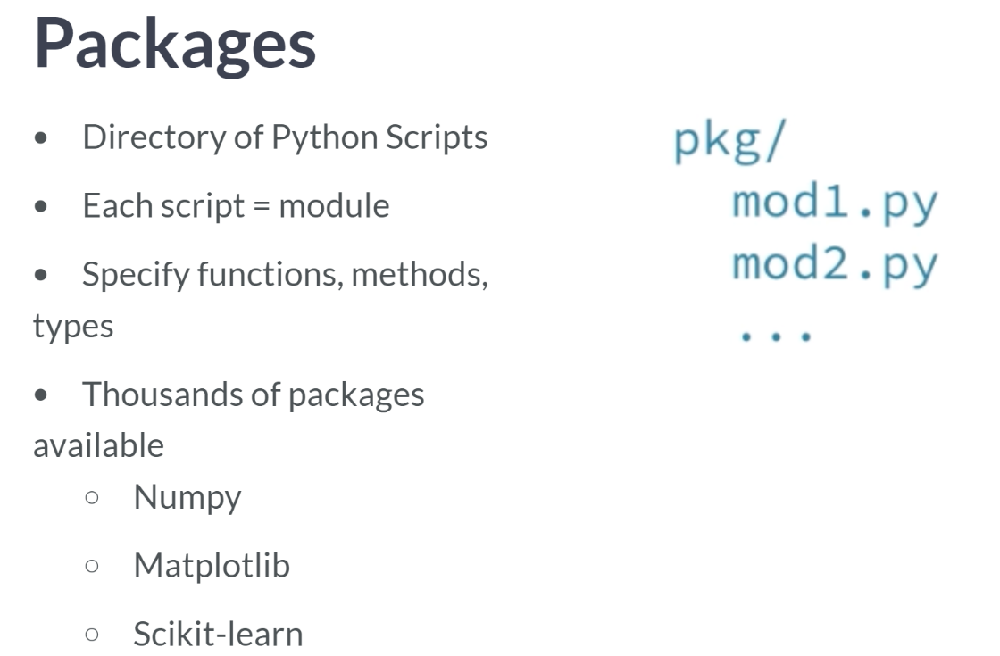 Packages
• Directory of Python Scripts
• Each script = module
• Specify functions, methods,
types
• Thousands of packages
available
○ Numpy
○ Matplotlib
○ Scikit-learn
pkg/
mod1.py
mod2.py
...